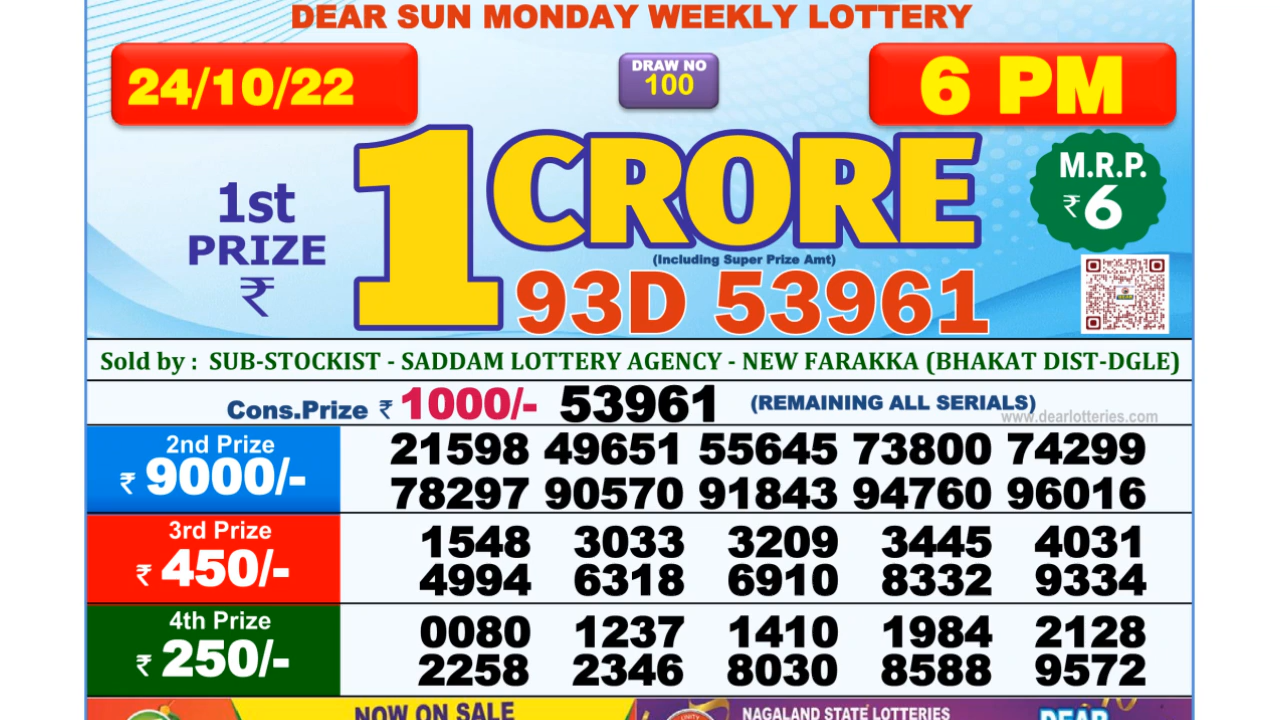 DEAR SUN MONDAY WEEKLY LOTTERY
24/10/22
DRAW NO
100
6 PM
1st
PRIZE
₹
1 CRORE
(Including Super Prize Amt)
93D 53961
M.R.P.
₹ 6
Sold by : SUB-STOCKIST - SADDAM LOTTERY AGENCY - NEW FARAKKA (BHAKAT DIST-DGLE)
Cons.Prize ₹ 1000/- 53961 (REMAINING ALL SERIALS)
www.dearlotteries.com
2nd Prize
₹ 9000/-
21598 49651 55645 73800 74299
78297 90570 91843 94760 96016
3rd Prize
₹ 450/-
1548 3033 3209 3445 4031
4994 6318 6910 8332 9334
4th Prize
₹ 250/-
0080 1237 1410 1984 2128
2258 2346 8030 8588 9572
NOW ON SALE
NAGALAND STATE LOTTERIES
DEAR